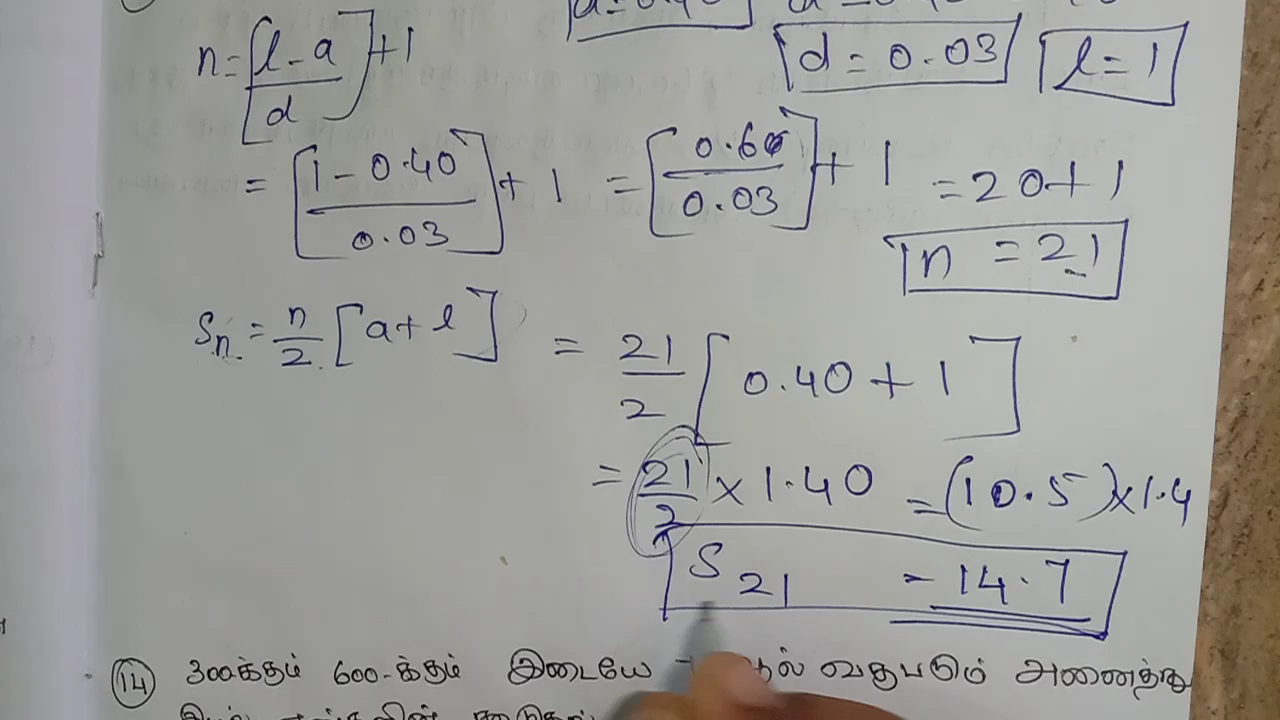 d = 0.03 l = 1
n = [l - a / d] + 1
= [1 - 0.40 / 0.03] + 1 = [0.60 / 0.03] + 1 = 20 + 1
n = 21
Sn = n/2 [a + l] = 21/2 [0.40 + 1]
= 21/2 × 1.40 = (10.5) × 1.4
S21 = 14.7
14 300க்கும் 600-க்கும் இடையே வகுபடும் அனைத்து